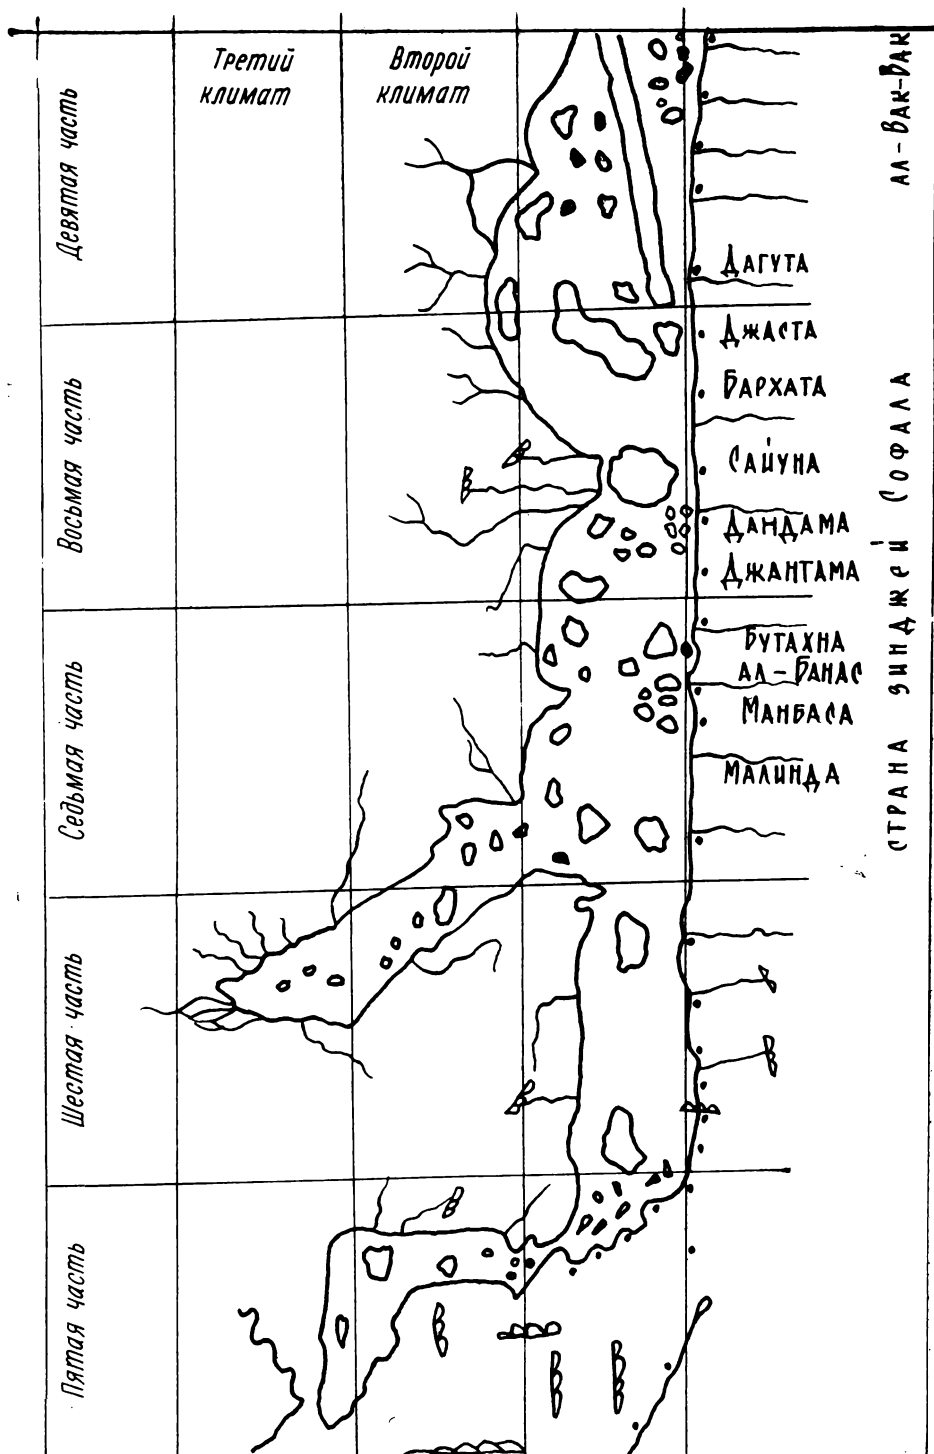 Третий
климат
Второй
климат
Девятая часть
Восьмая часть
Седьмая часть
Шестая часть
Пятая часть
Дагута
Джаста
Бархата
Сайуна
Дандама
Джантама
Бутахна
ал-Банас
Манбаса
Малинда
ал-Вак-Вак
страна зинджей Софала